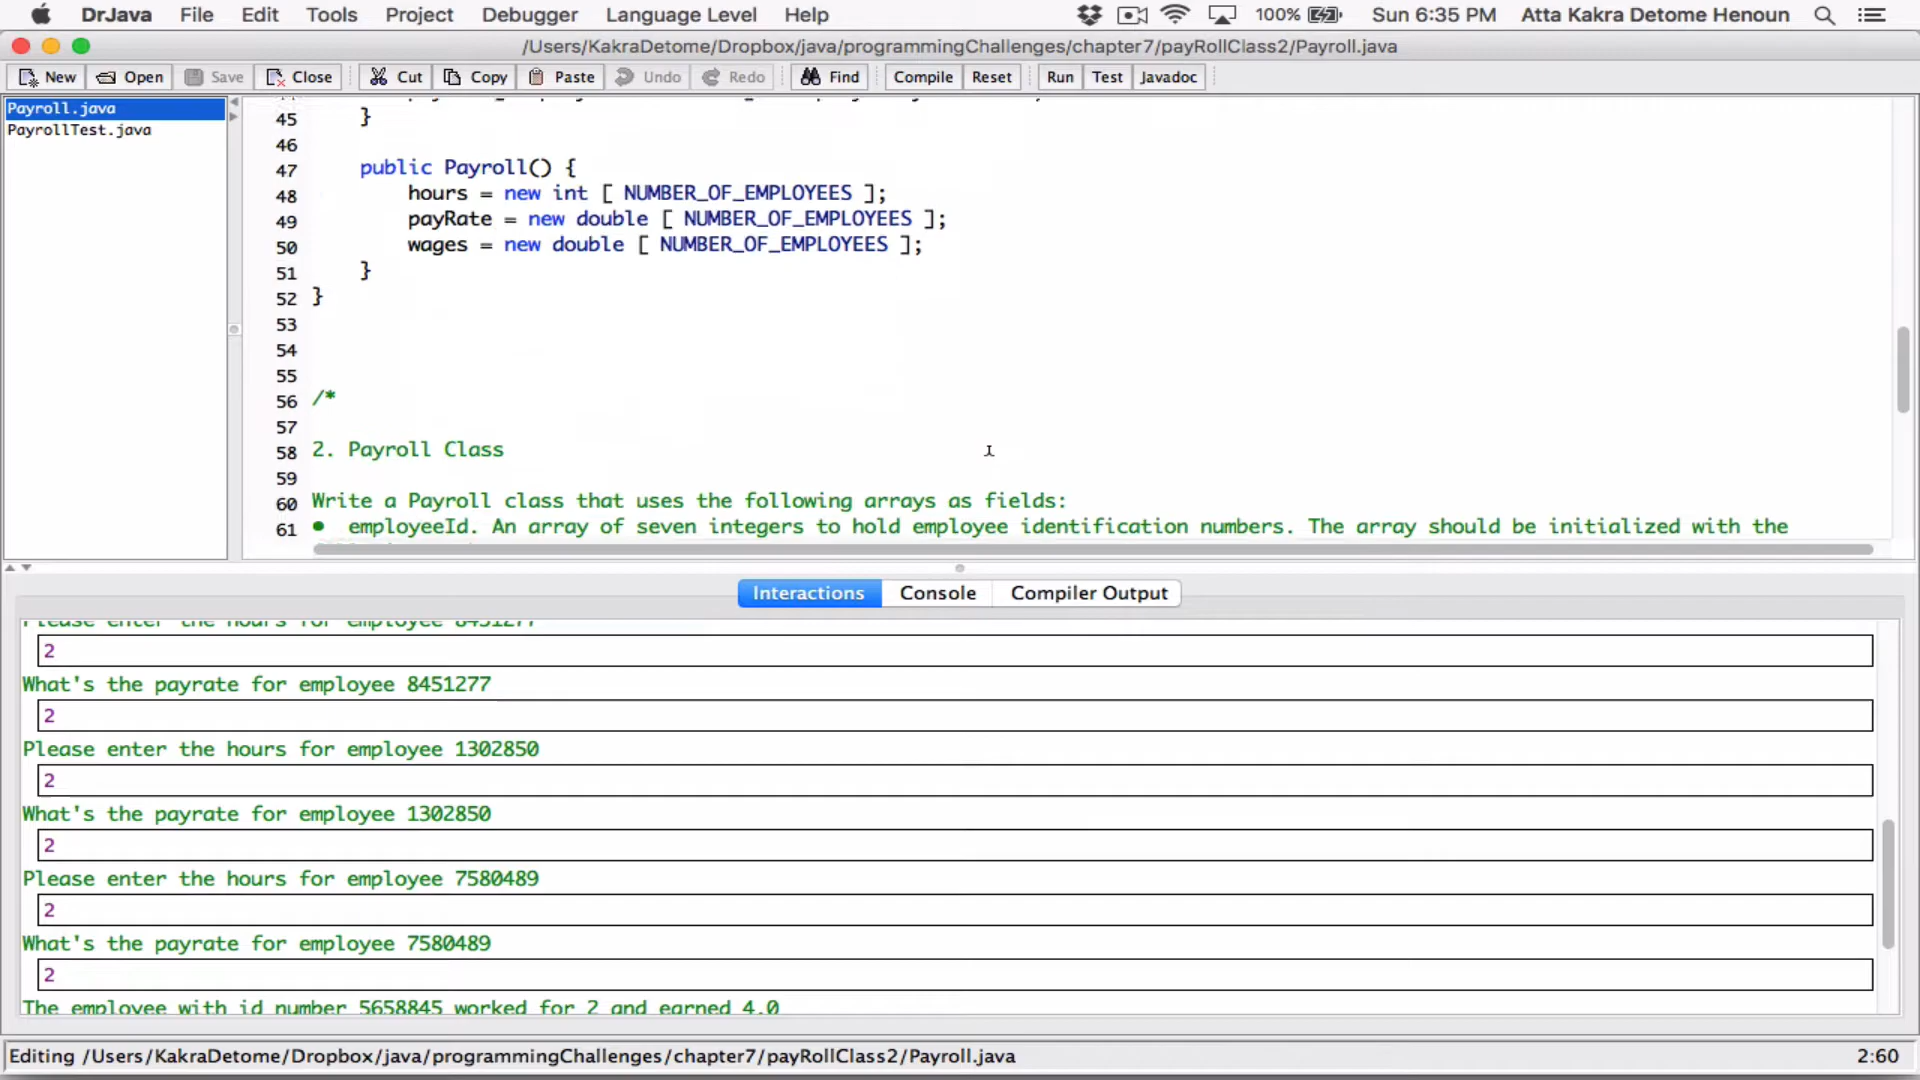 DrJava File Edit Tools Project Debugger Language Level Help 100% Sun 6:35 PM Atta Kakra Detome Henoun
/Users/KakraDetome/Dropbox/java/programmingChallenges/chapter7/payRollClass2/Payroll.java
New Open Save Close Cut Copy Paste Undo Redo Find Compile Reset Run Test Javadoc
Payroll.java
PayrollTest.java
45 }
46
47 public Payroll() {
48 hours = new int [ NUMBER_OF_EMPLOYEES ];
49 payRate = new double [ NUMBER_OF_EMPLOYEES ];
50 wages = new double [ NUMBER_OF_EMPLOYEES ];
51 }
52 }
53
54
55
56 /*
57
58 2. Payroll Class
59
60 Write a Payroll class that uses the following arrays as fields:
61 • employeeId. An array of seven integers to hold employee identification numbers. The array should be initialized with the
Interactions Console Compiler Output
Please enter the hours for employee 8451277
2
What's the payrate for employee 8451277
2
Please enter the hours for employee 1302850
2
What's the payrate for employee 1302850
2
Please enter the hours for employee 7580489
2
What's the payrate for employee 7580489
2
The employee with id number 5658845 worked for 2 and earned 4.0
Editing /Users/KakraDetome/Dropbox/java/programmingChallenges/chapter7/payRollClass2/Payroll.java 2:60